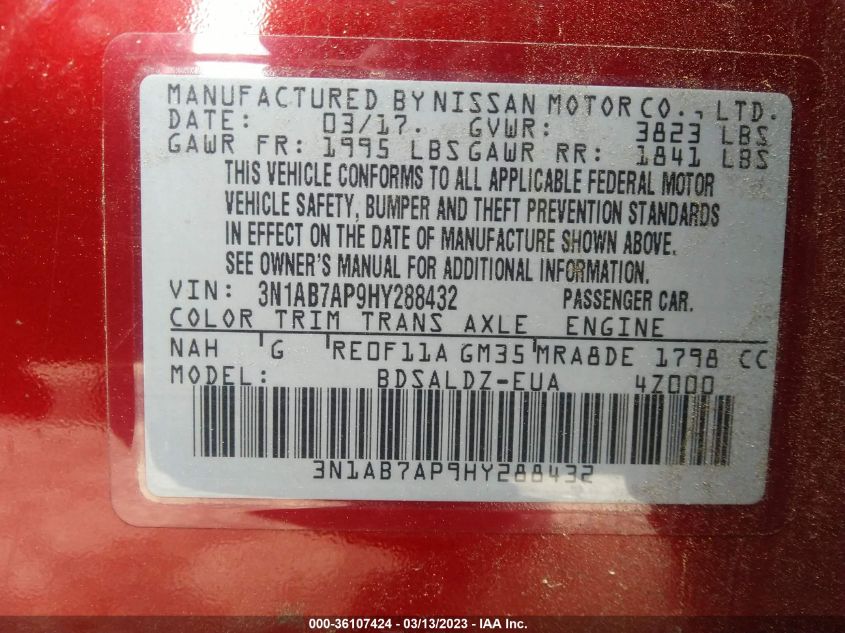 MANUFACTURED BY NISSAN MOTOR CO., LTD.
DATE: 03/17. GVWR: 3823 LBS
GAWR FR: 1995 LBS GAWR RR: 1841 LBS
THIS VEHICLE CONFORMS TO ALL APPLICABLE FEDERAL MOTOR
VEHICLE SAFETY, BUMPER AND THEFT PREVENTION STANDARDS
IN EFFECT ON THE DATE OF MANUFACTURE SHOWN ABOVE.
SEE OWNER'S MANUAL FOR ADDITIONAL INFORMATION.
VIN: 3N1AB7AP9HY288432 PASSENGER CAR.
COLOR TRIM TRANS AXLE ENGINE
NAH G RE0F11A GM35 MRA8DE 1798 CC
MODEL: BDSALDZ-EUA 4Z000
3N1AB7AP9HY288432
000-36107424 - 03/13/2023 - IAA Inc.